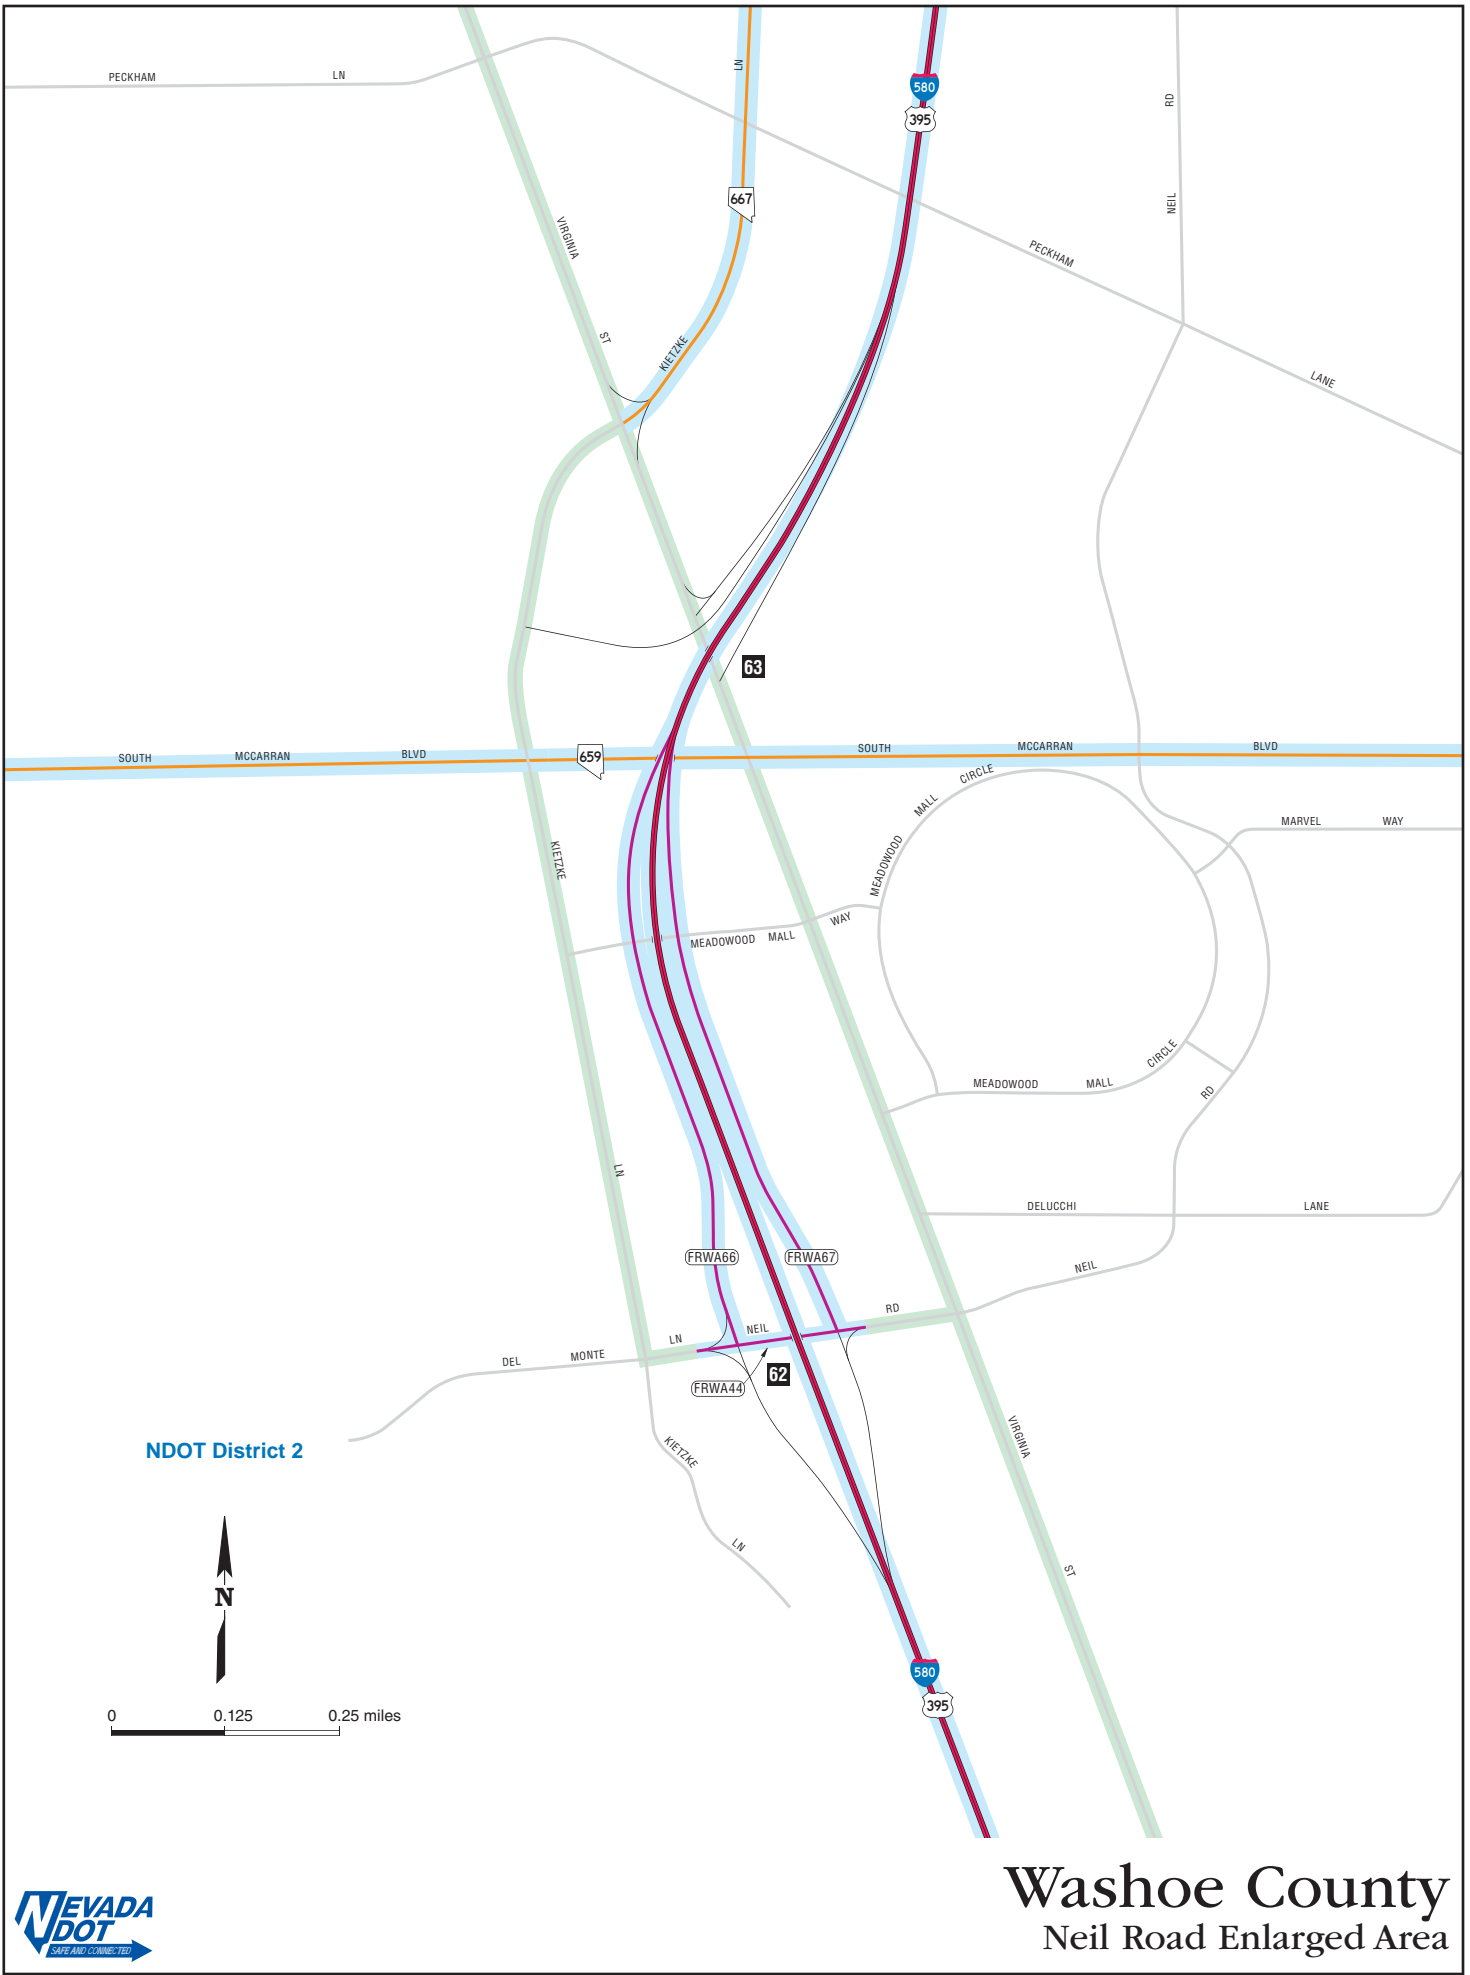 PECKHAM LN
LN
580
395
RD
667
NEIL
VIRGINIA
PECKHAM
ST
KIETZKE
LANE
63
SOUTH MCCARRAN BLVD
659
SOUTH MCCARRAN BLVD
CIRCLE
MALL
MEADOWOOD
MARVEL WAY
KIETZKE
WAY
MEADOWOOD MALL
CIRCLE
MEADOWOOD MALL
RD
LN
DELUCCHI LANE
FRWA66
FRWA67
NEIL
RD
NEIL
LN
MONTE
DEL
62
FRWA44
VIRGINIA
KIETZKE
NDOT District 2
LN
ST
N
580
395
0 0.125 0.25 miles
Washoe County
Neil Road Enlarged Area
NEVADA
DOT
SAFE AND CONNECTED